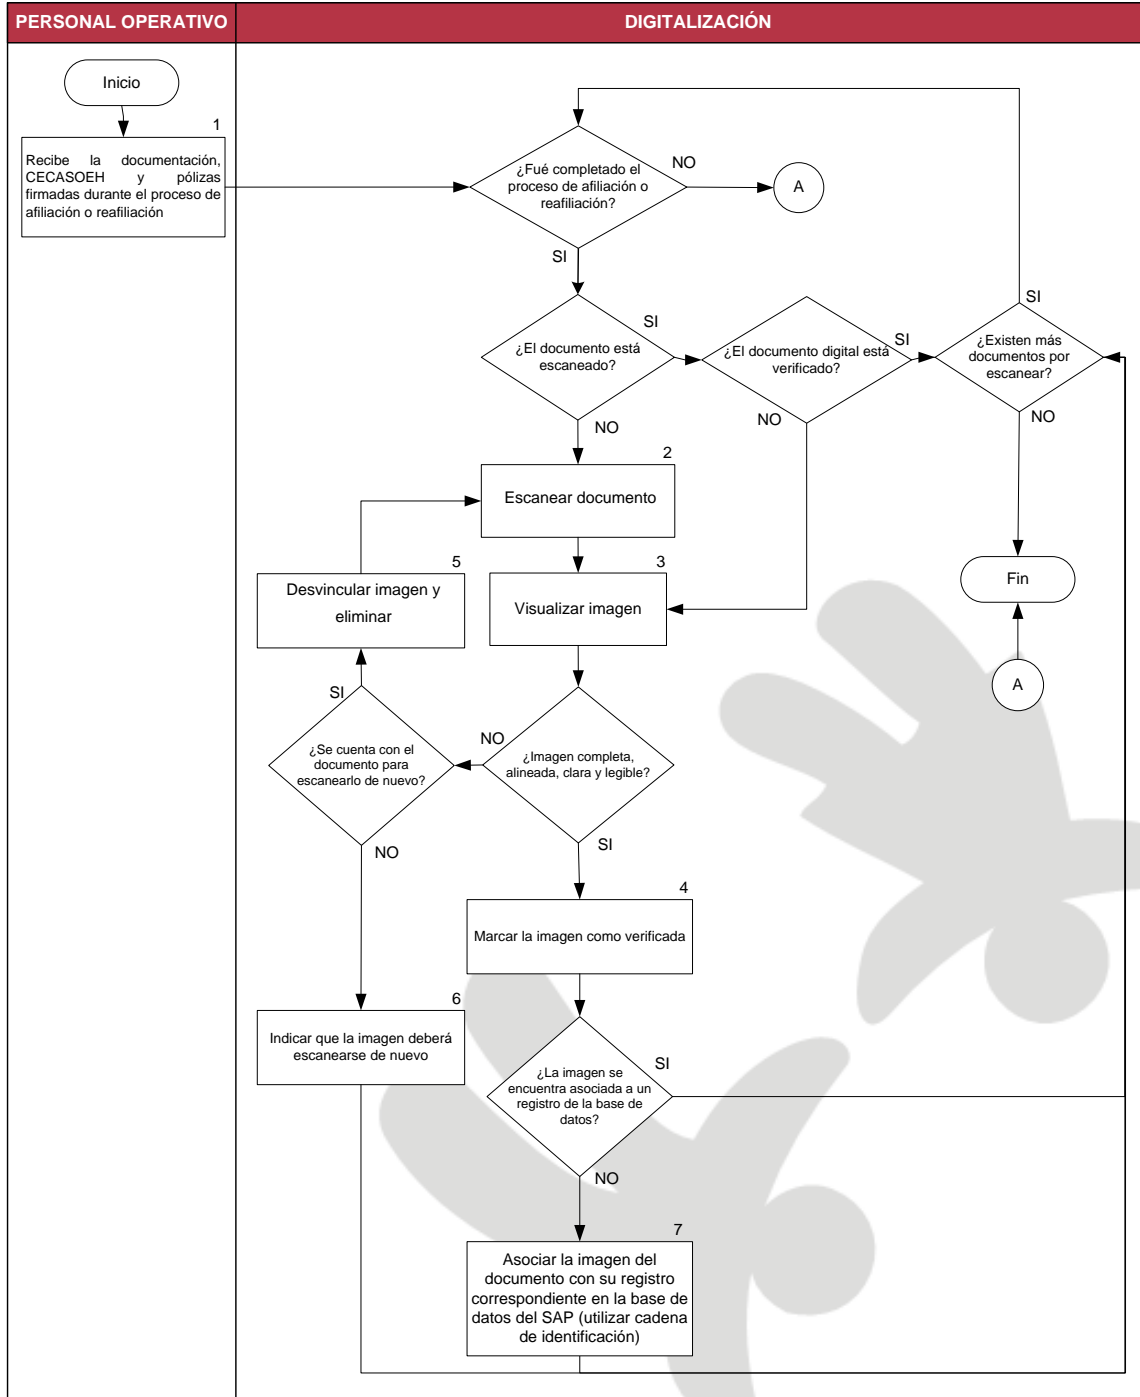 PERSONAL OPERATIVO
DIGITALIZACIÓN
Inicio
1
Recibe la documentación,
CECASOEH y pólizas
firmadas durante el proceso de
afiliación o reafiliación
¿Fué completado el
proceso de afiliación o
reafiliación?
NO
A
SI
¿El documento está
escaneado?
SI
¿El documento digital está
verificado?
SI
¿Existen más
documentos por
escanear?
SI
NO
NO
NO
2
Escanear documento
5
Desvincular imagen y
eliminar
3
Visualizar imagen
Fin
A
SI
¿Se cuenta con el
documento para
escanearlo de nuevo?
NO
¿Imagen completa,
alineada, clara y legible?
SI
NO
4
Marcar la imagen como verificada
6
Indicar que la imagen deberá
escanearse de nuevo
¿La imagen se
encuentra asociada a un
registro de la base de
datos?
SI
NO
7
Asociar la imagen del
documento con su registro
correspondiente en la base de
datos del SAP (utilizar cadena
de identificación)